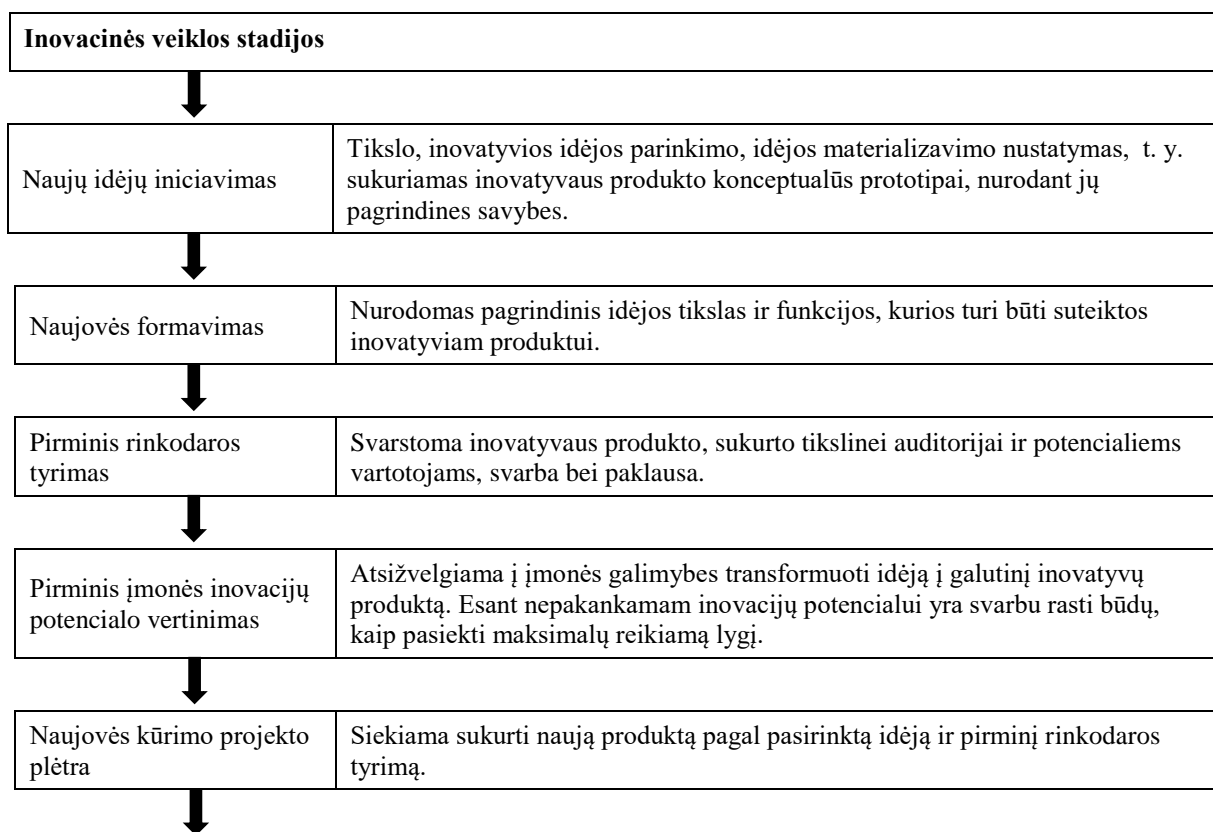 Inovacinės veiklos stadijos
Naujų idėjų iniciavimas
Tikslo, inovatyvios idėjos parinkimo, idėjos materializavimo nustatymas, t. y.
sukuriamas inovatyvaus produkto konceptualūs prototipai, nurodant jų
pagrindines savybes.
Naujovės formavimas
Nurodomas pagrindinis idėjos tikslas ir funkcijos, kurios turi būti suteiktos
inovatyviam produktui.
Pirminis rinkodaros
tyrimas
Svarstoma inovatyvaus produkto, sukurto tikslinei auditorijai ir potencialiems
vartotojams, svarba bei paklausa.
Pirminis įmonės inovacijų
potencialo vertinimas
Atsižvelgiama į įmonės galimybes transformuoti idėją į galutinį inovatyvų
produktą. Esant nepakankamam inovacijų potencialui yra svarbu rasti būdų,
kaip pasiekti maksimalų reikiamą lygį.
Naujovės kūrimo projekto
plėtra
Siekiama sukurti naują produktą pagal pasirinktą idėją ir pirminį rinkodaros
tyrimą.